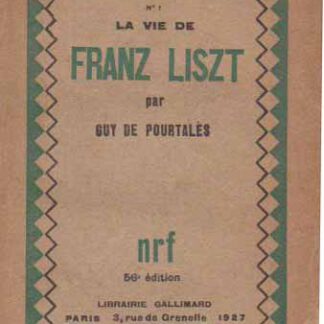 N° 1
LA VIE DE
FRANZ LISZT
par
GUY DE POURTALÈS
nrf
56e édition
LIBRAIRIE GALLIMARD
PARIS 3, rue de Grenelle 1927